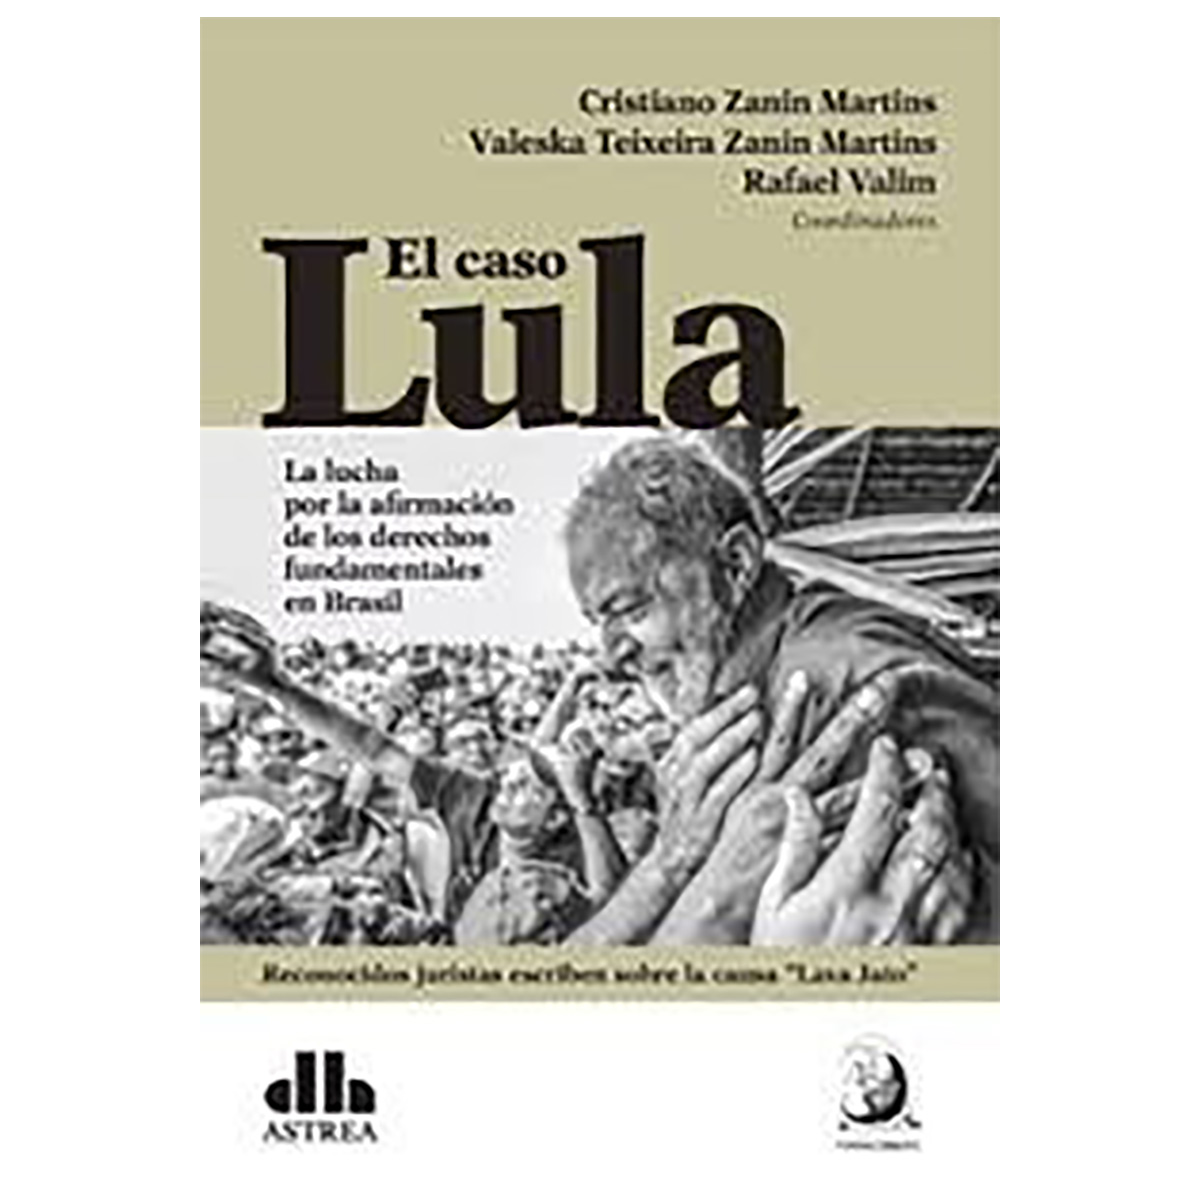 Cristiano Zanin Martins
Valeska Teixeira Zanin Martins
Rafael Valim
Coordinadores
El caso
Lula
La lucha
por la afirmación
de los derechos
fundamentales
en Brasil
Reconocidos juristas escriben sobre la causa "Lava Jato"
ASTREA